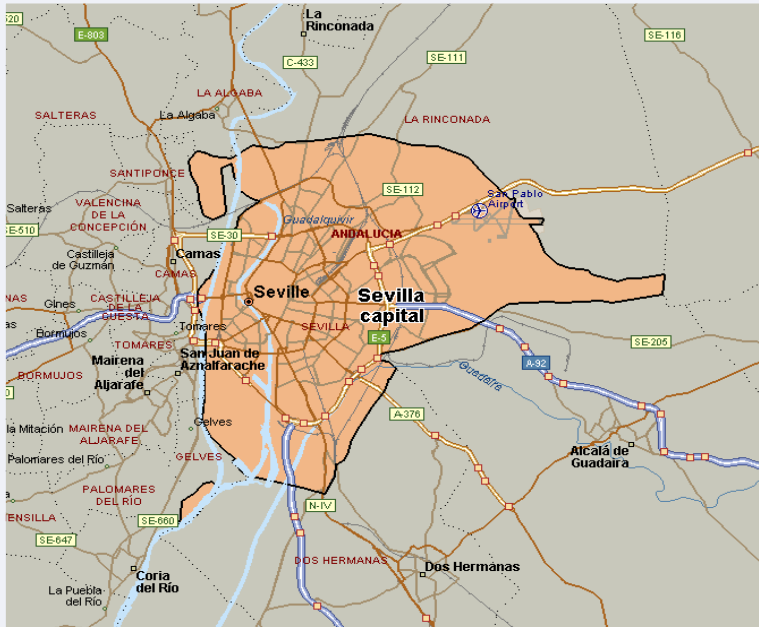 La
Rinconada
520
E-803
SE-116
C-433
SE-111
LA ALGABA
SALTERAS
La Algaba
LA RINCONADA
SANTIPONCE
SE-112
San Pablo
Airport
VALENCINA
DE LA
CONCEPCIÓN
Salteras
Guadalquivir
SE-510
SE-30
ANDALUCIA
Castilleja
de Guzmán
Camas
CAMAS
Seville
Sevilla
capital
NAS
Gines
CASTILLEJA
DE LA
CUESTA
SEVILLA
Bormujos
Tomares
TOMARES
E-5
SE-205
San Juan de
Aznalfarache
Mairena
del
Aljarafe
A-92
Guadaira
BORMUJOS
A-376
la Mitación
MAIRENA DEL
ALJARAFE
Gelves
GELVES
Alcalá de
Guadaira
Palomares del Río
PALOMARES
DEL RÍO
N-IV
TENSILLA
SE-660
SE-647
DOS HERMANAS
Dos Hermanas
Coria
del Río
La Puebla
del Río